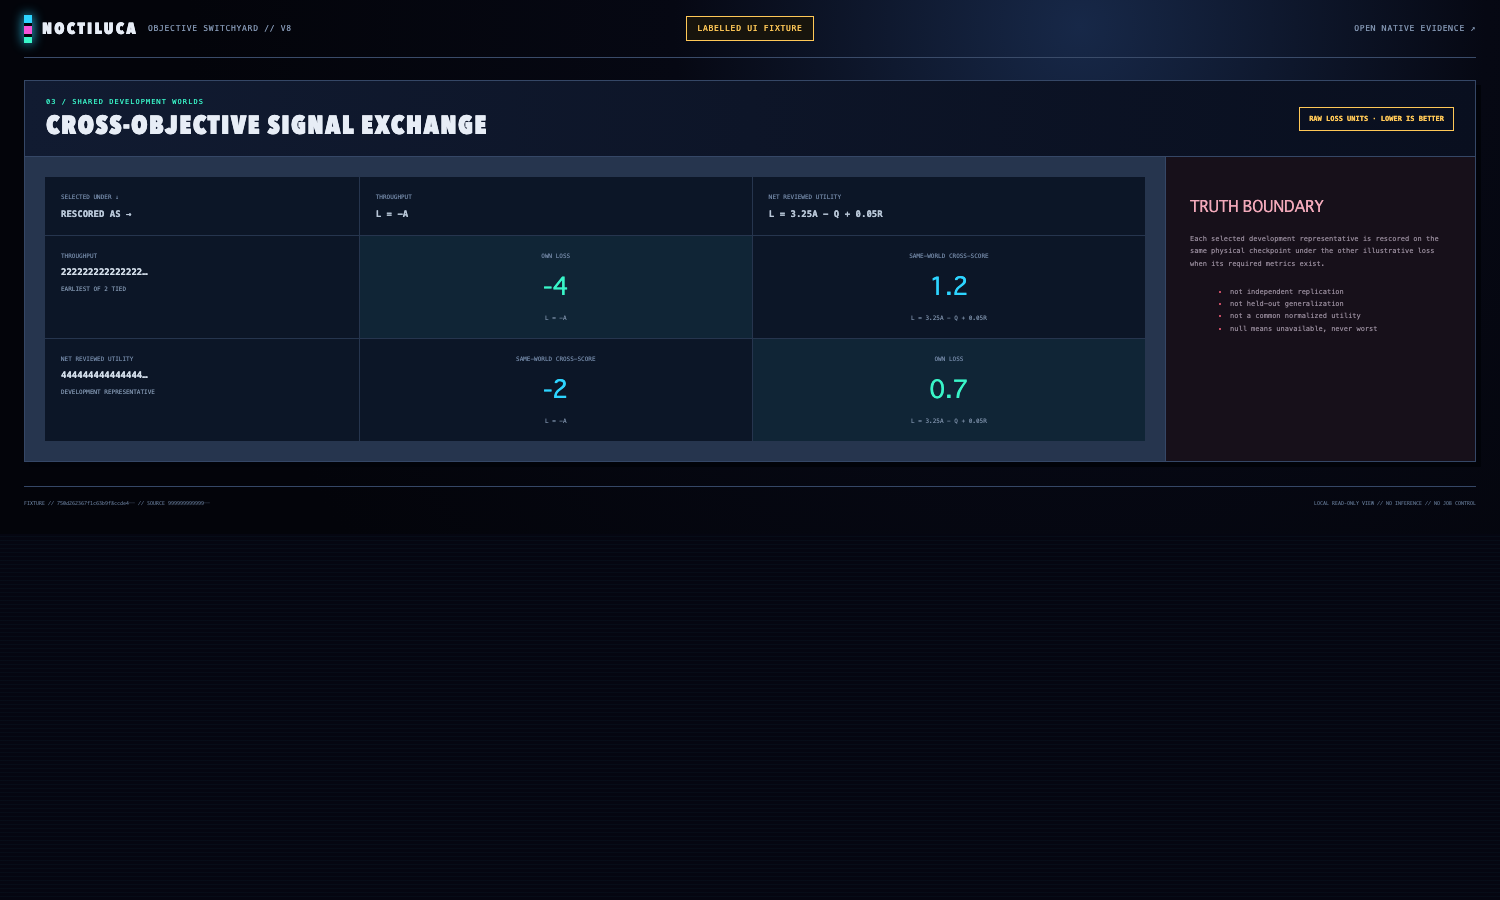 NOCTILUCA
OBJECTIVE SWITCHYARD // V8
LABELLED UI FIXTURE
OPEN NATIVE EVIDENCE ↗
03 / SHARED DEVELOPMENT WORLDS
CROSS-OBJECTIVE SIGNAL EXCHANGE
RAW LOSS UNITS · LOWER IS BETTER
SELECTED UNDER ↓
RESCORED AS →
THROUGHPUT
L = −A
NET REVIEWED UTILITY
L = 3.25A − Q + 0.05R
THROUGHPUT
222222222222222…
EARLIEST OF 2 TIED
OWN LOSS
-4
L = −A
SAME-WORLD CROSS-SCORE
1.2
L = 3.25A − Q + 0.05R
NET REVIEWED UTILITY
444444444444444…
DEVELOPMENT REPRESENTATIVE
SAME-WORLD CROSS-SCORE
-2
L = −A
OWN LOSS
0.7
L = 3.25A − Q + 0.05R
TRUTH BOUNDARY
Each selected development representative is rescored on the
same physical checkpoint under the other illustrative loss
when its required metrics exist.
• not independent replication
• not held-out generalization
• not a common normalized utility
• null means unavailable, never worst
FIXTURE // // SOURCE
LOCAL READ-ONLY VIEW // NO INFERENCE // NO JOB CONTROL